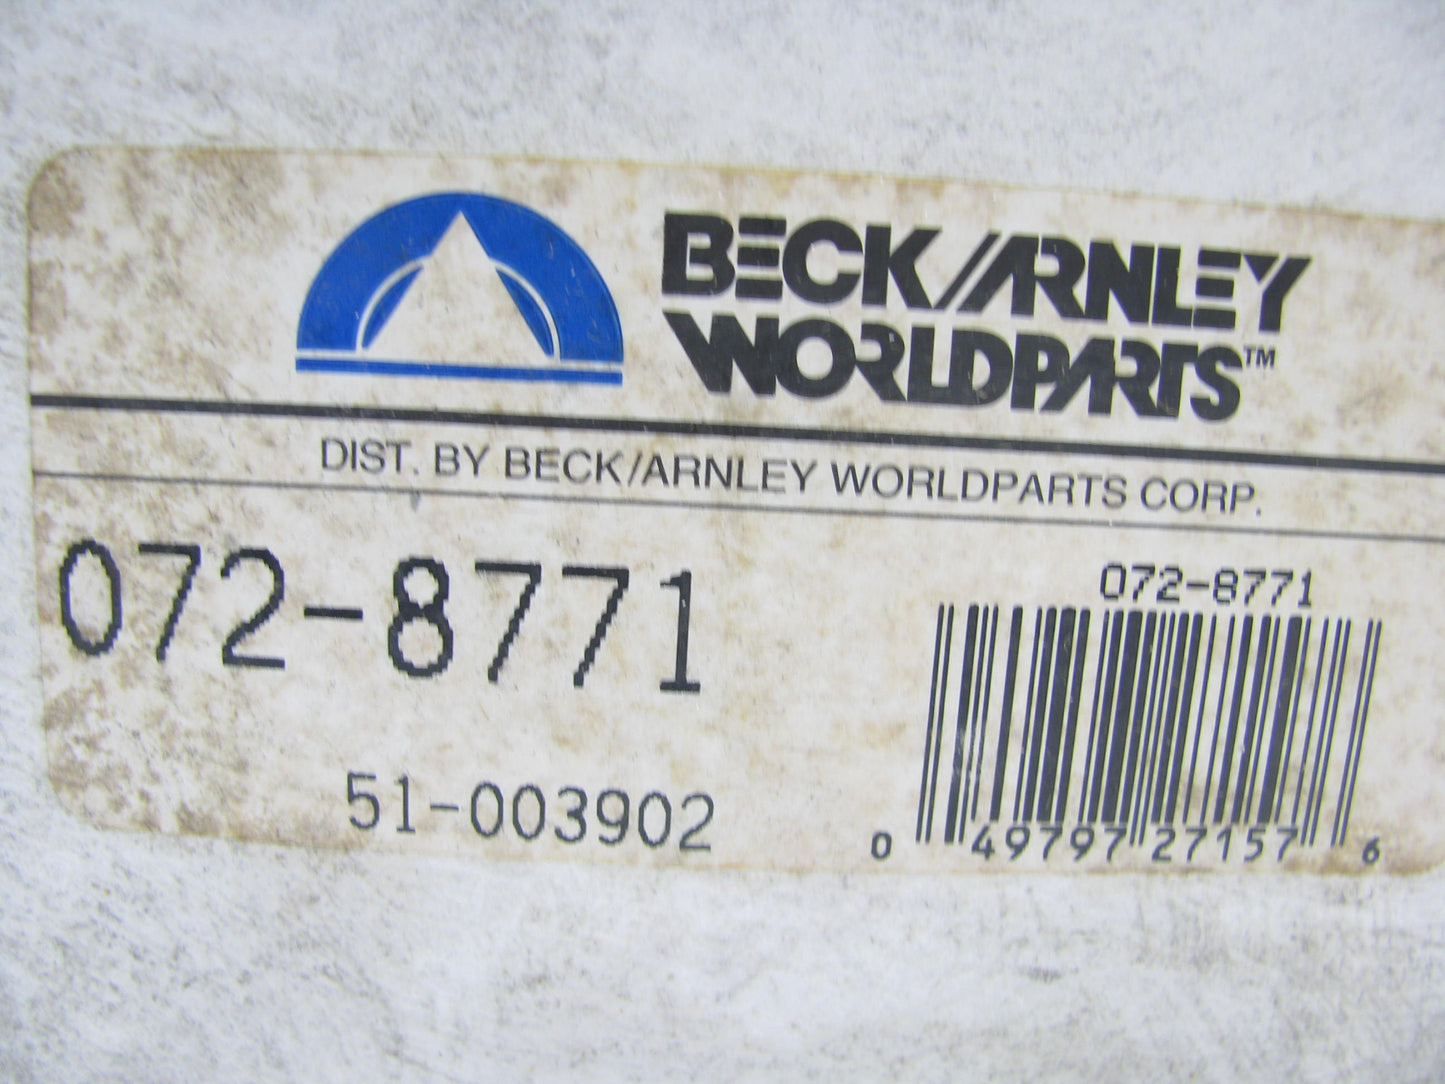 BECK/ARNLEY
WORLDPARTS™
DIST. BY BECK/ARNLEY WORLDPARTS CORP.
072-8771
072-8771
51-003902
0 49797 27157 6